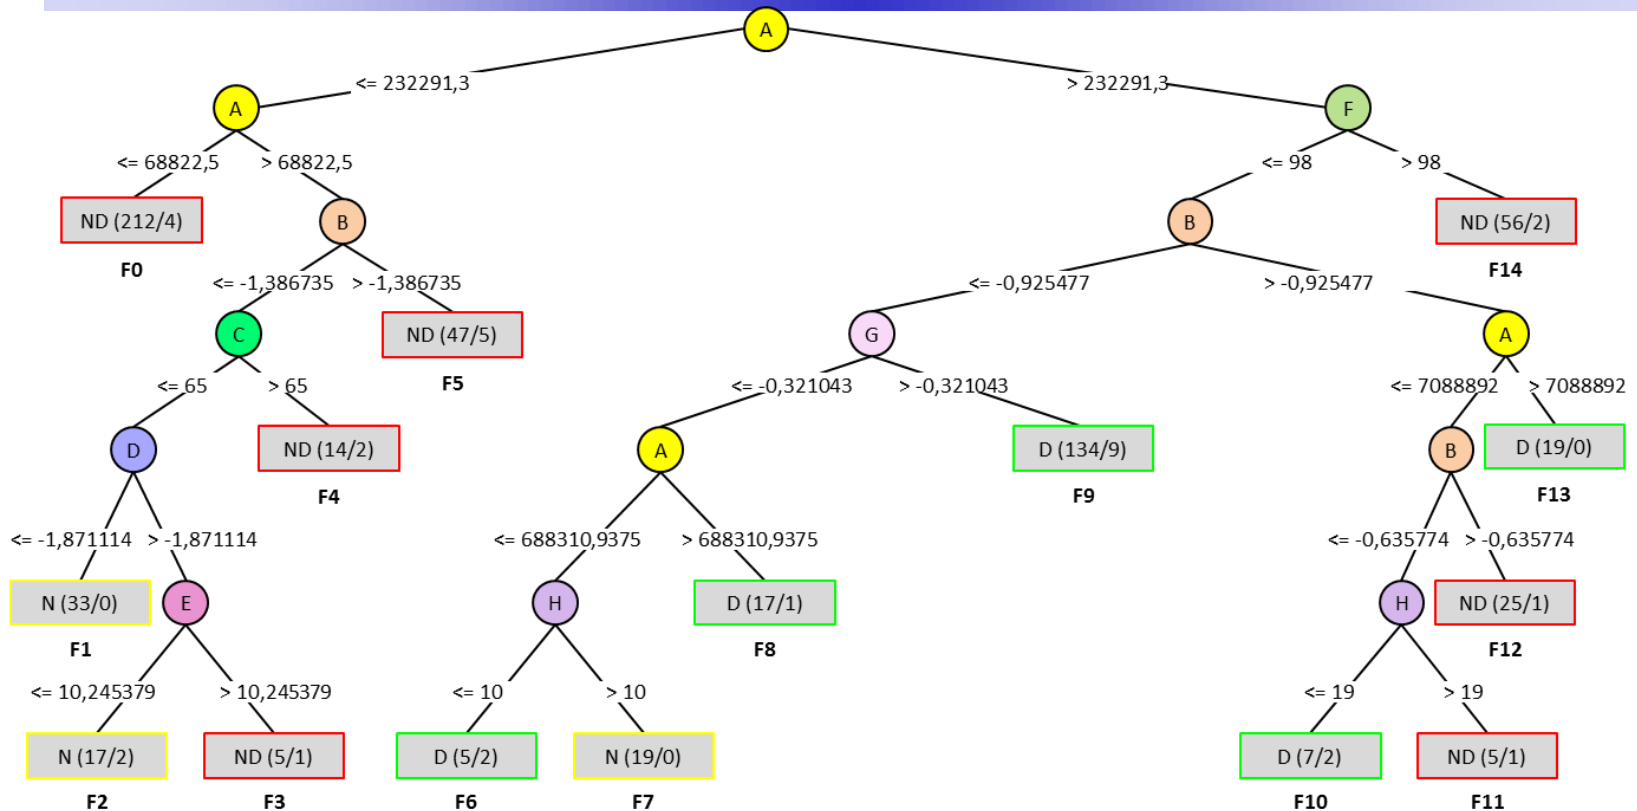 A
<= 232291,3 > 232291,3
A F
<= 68822,5 > 68822,5 <= 98 > 98
ND (212/4) B B ND (56/2)
F0 F14
<= -1,386735 > -1,386735 <= -0,925477 > -0,925477
C ND (47/5) G A
F5
<= 65 > 65 <= -0,321043 > -0,321043 <= 7088892 > 7088892
D ND (14/2) A D (134/9) B D (19/0)
F4 F9 F13
<= -1,871114 > -1,871114 <= 688310,9375 > 688310,9375 <= -0,635774 > -0,635774
N (33/0) E H D (17/1) H ND (25/1)
F1 F8 F12
<= 10,245379 > 10,245379 <= 10 > 10 <= 19 > 19
N (17/2) ND (5/1) D (5/2) N (19/0) D (7/2) ND (5/1)
F2 F3 F6 F7 F10 F11